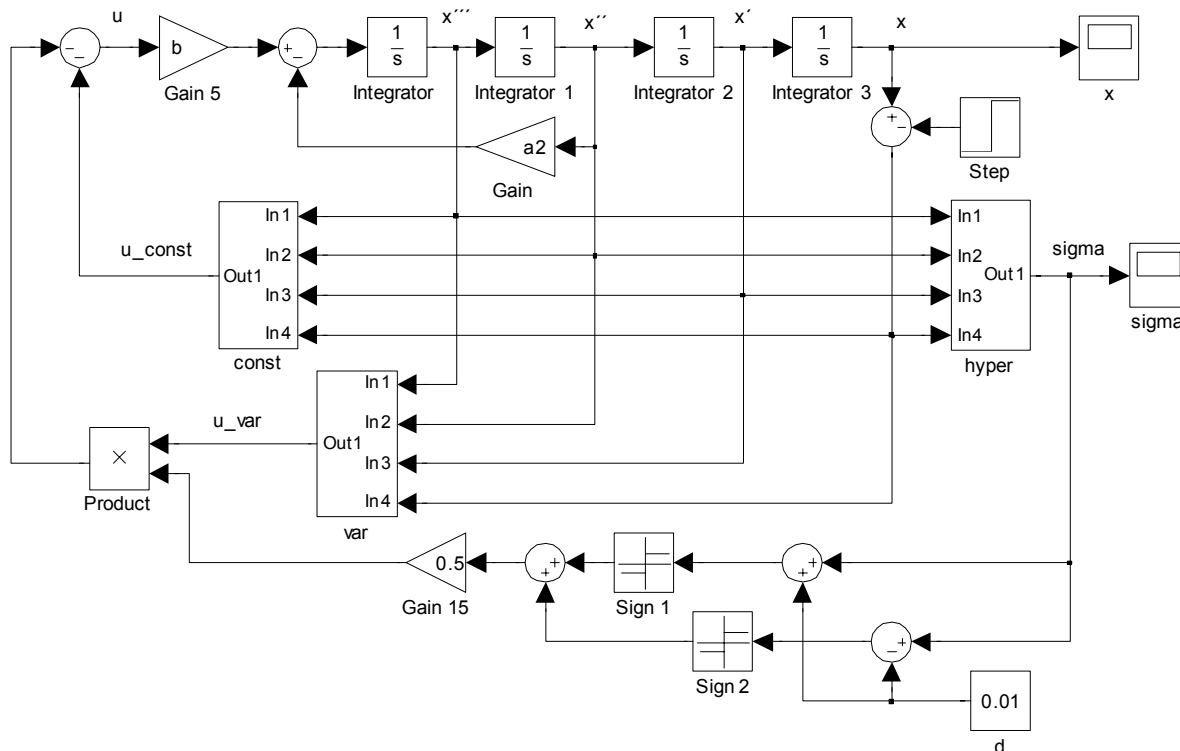 u
x´´´
x´´
x´
x
b
1
s
1
s
1
s
1
s
Gain 5
Integrator
Integrator 1
Integrator 2
Integrator 3
x
a2
Gain
Step
u_const
In1
In2
In3
In4
Out1
const
In1
In2
In3
In4
Out1
hyper
sigma
sigma
u_var
In1
In2
In3
In4
Out1
var
×
Product
0.5
Gain 15
Sign 1
Sign 2
0.01
d